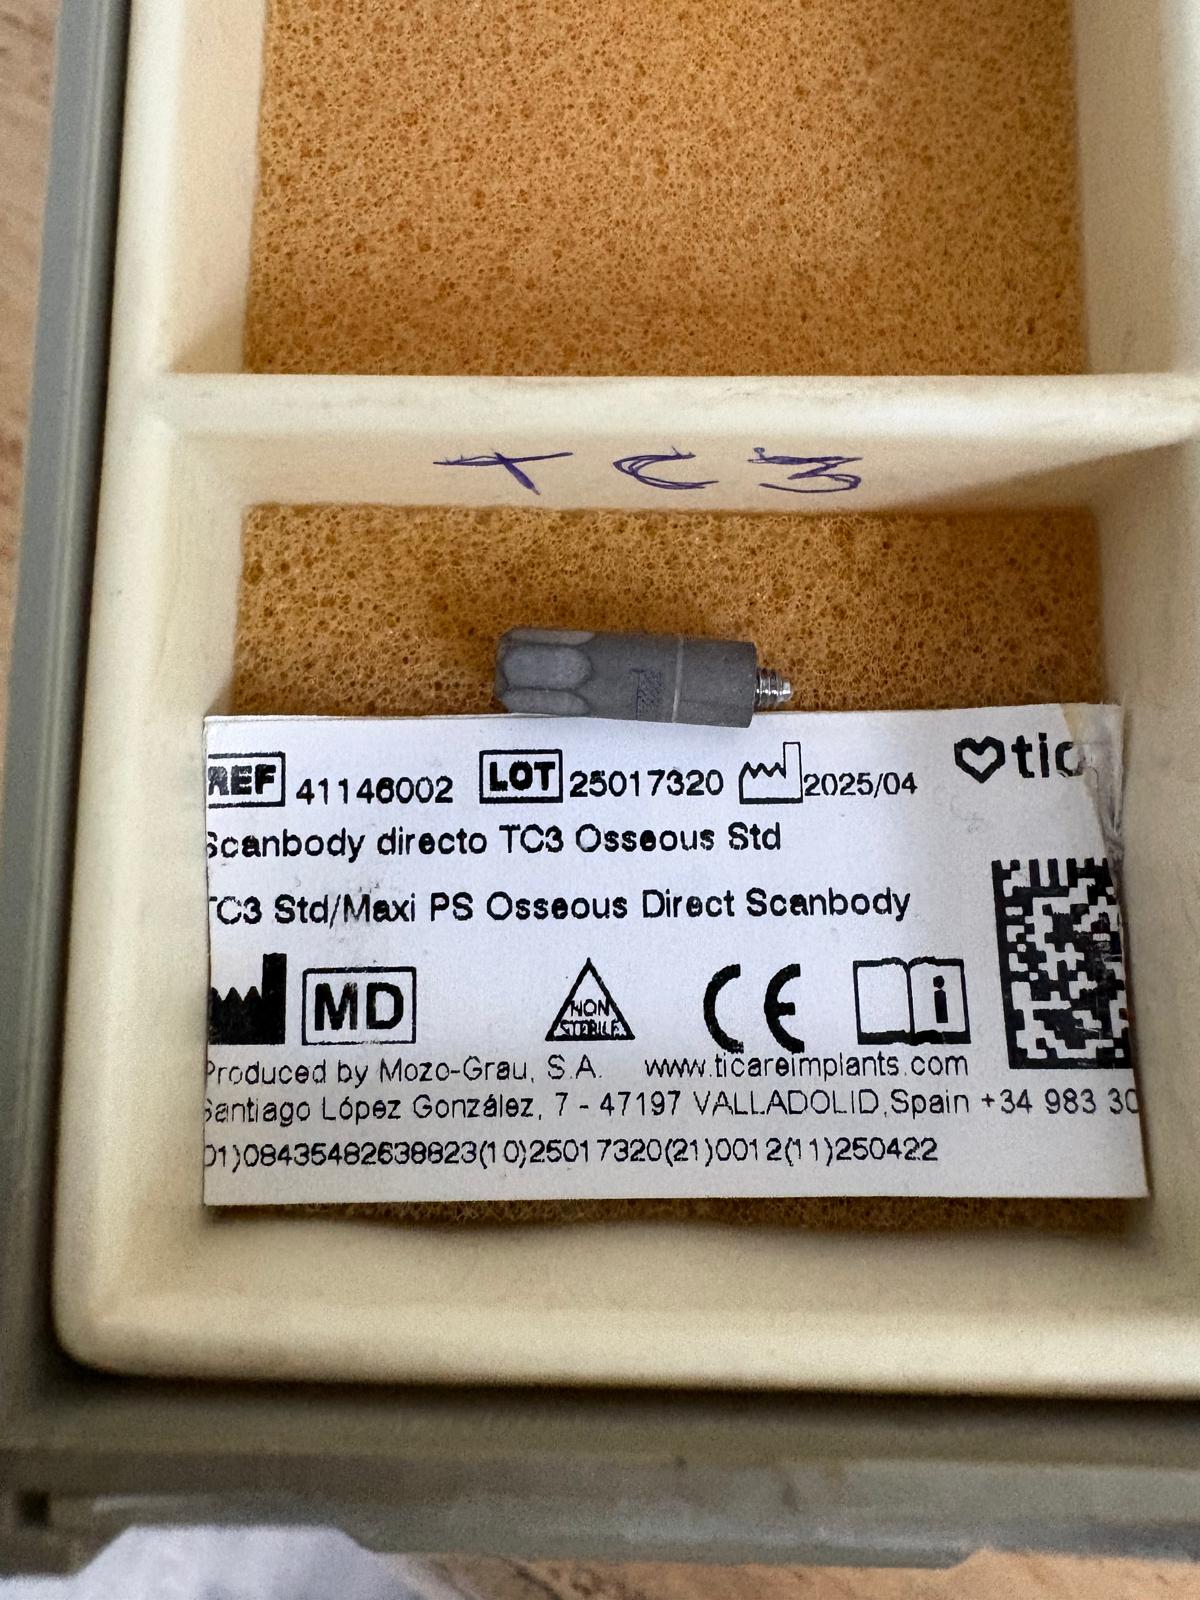 TC3
REF 41146002 LOT 25017320 2025/04 tic
Scanbody directo TC3 Osseous Std
TC3 Std/Maxi PS Osseous Direct Scanbody
MD NON STERILE CE i
Produced by Mozo-Grau, S.A. www.ticareimplants.com
Santiago López González, 7 - 47197 VALLADOLID, Spain +34 983 30
01)08435482638823(10)25017320(21)0012(11)250422